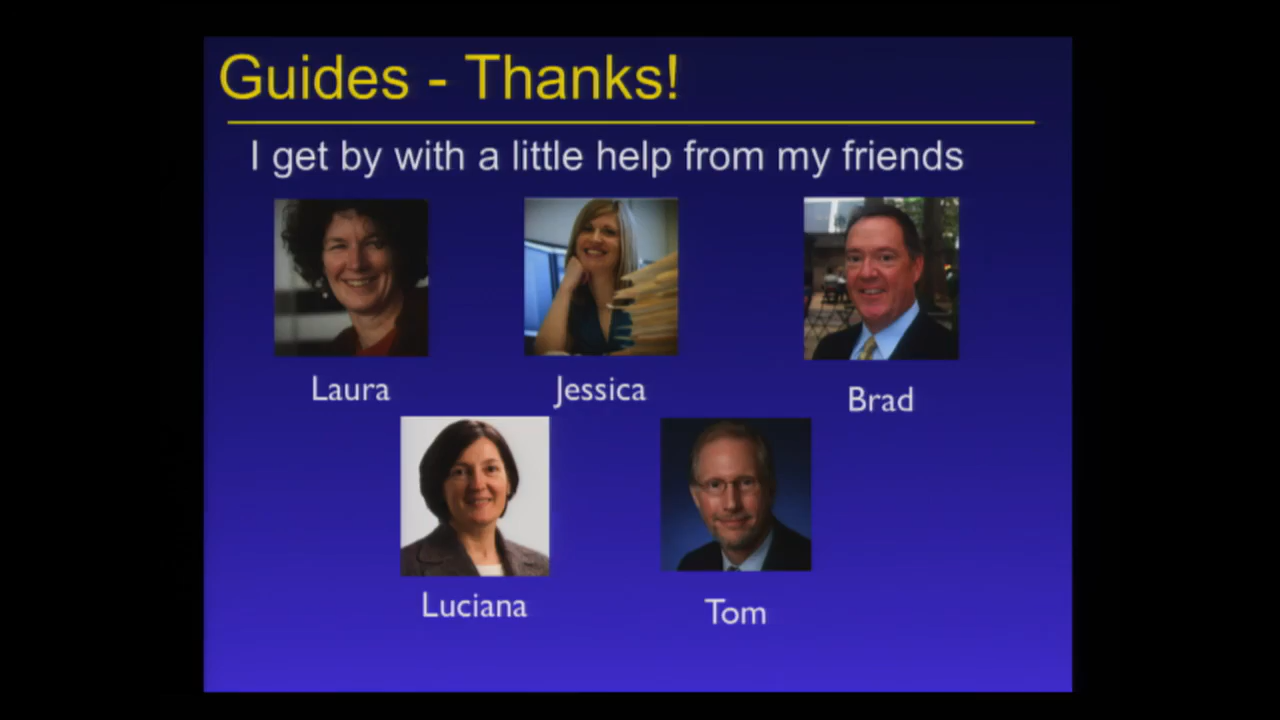 Guides - Thanks!
I get by with a little help from my friends
Laura
Jessica
Brad
Luciana
Tom